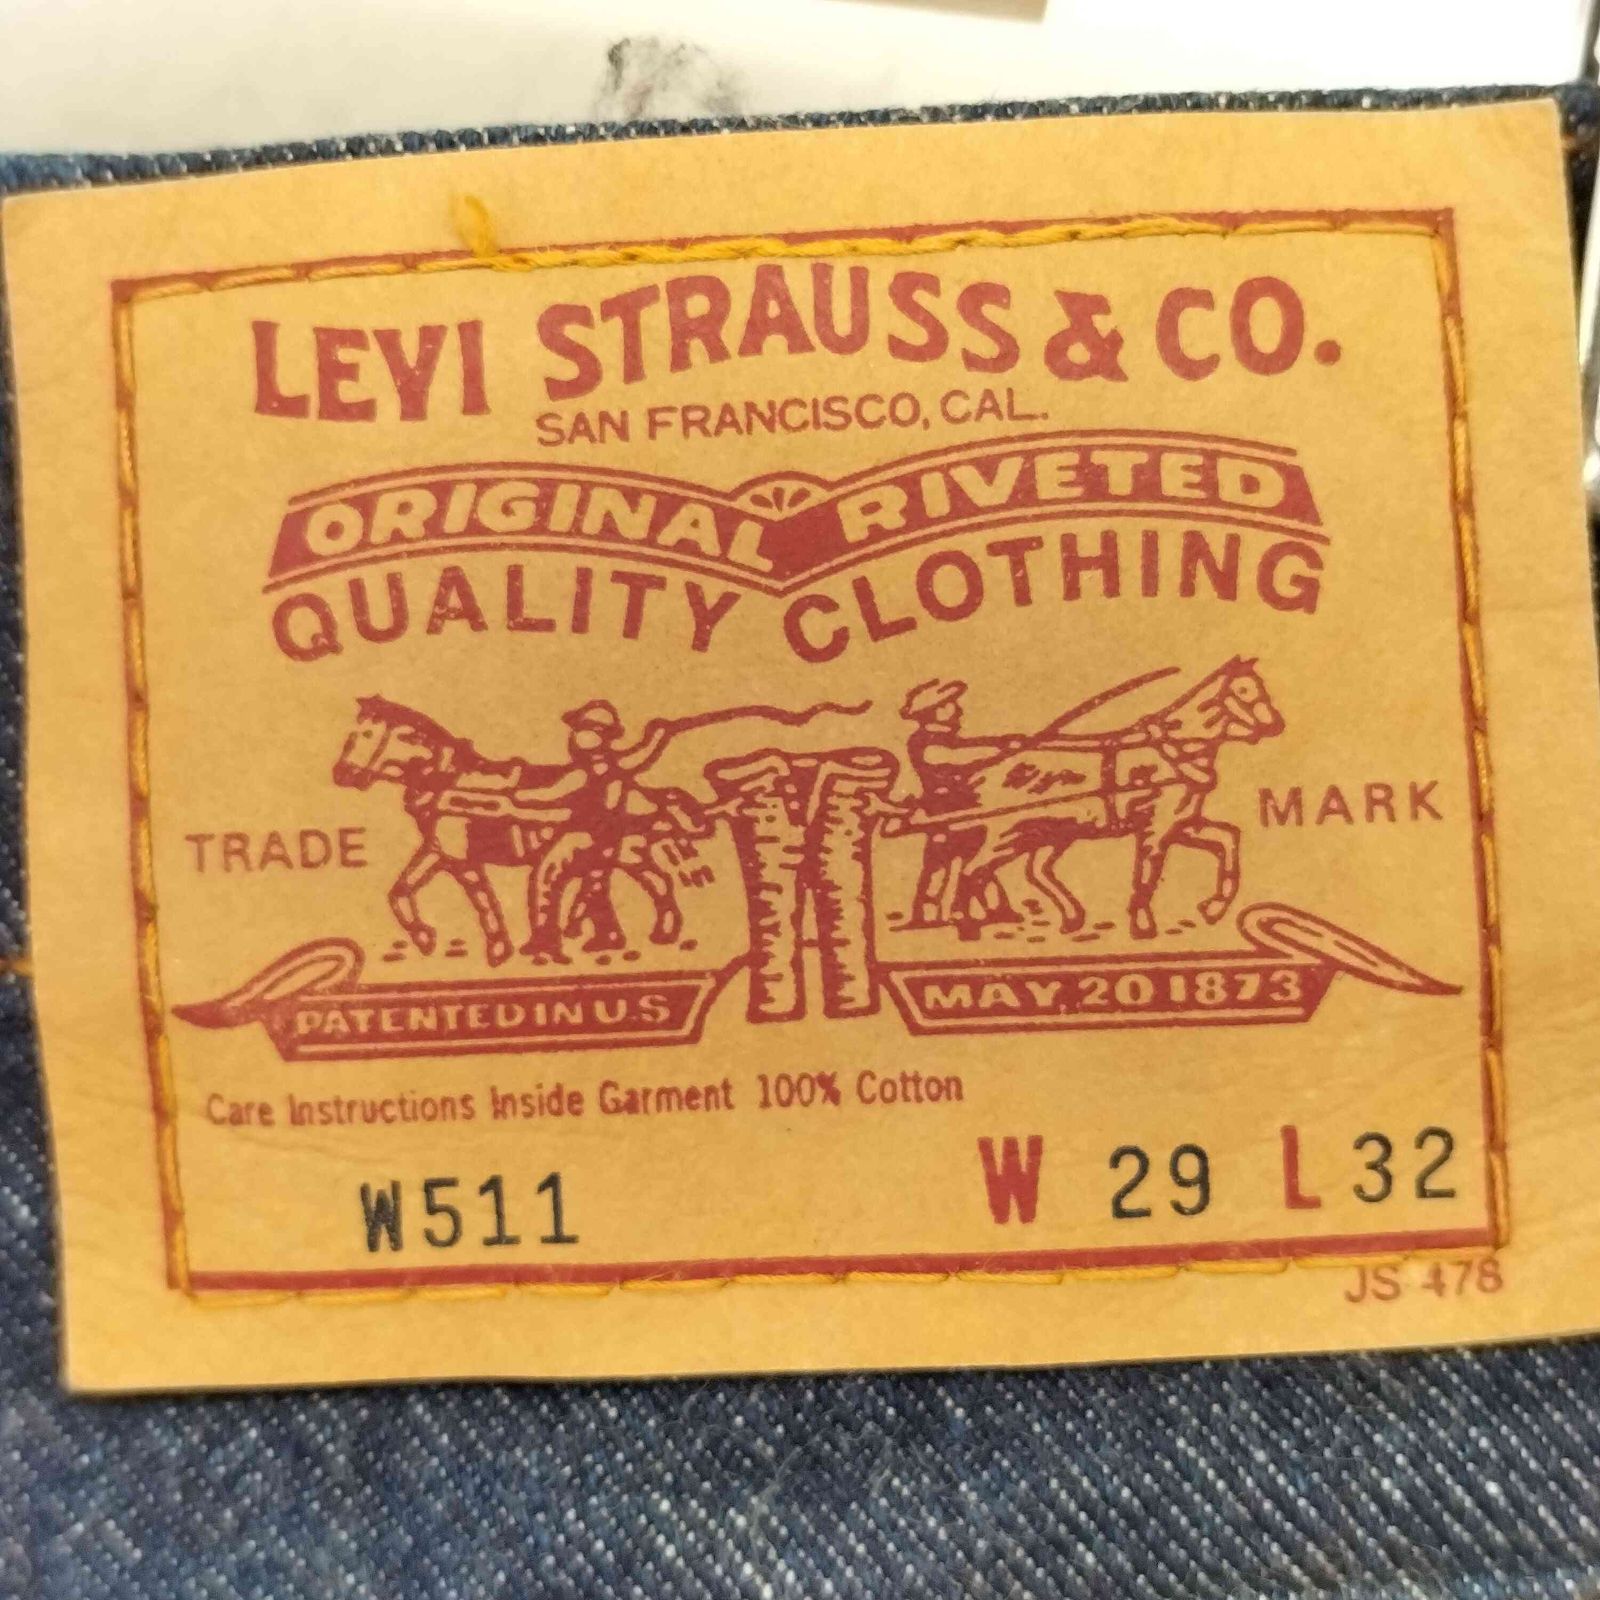 LEVI STRAUSS & CO.
SAN FRANCISCO, CAL.
ORIGINAL RIVETED
QUALITY CLOTHING
TRADE MARK
PATENTED IN U.S MAY 20 1873
Care Instructions Inside Garment 100% Cotton
W511 W 29 L 32
JS 478